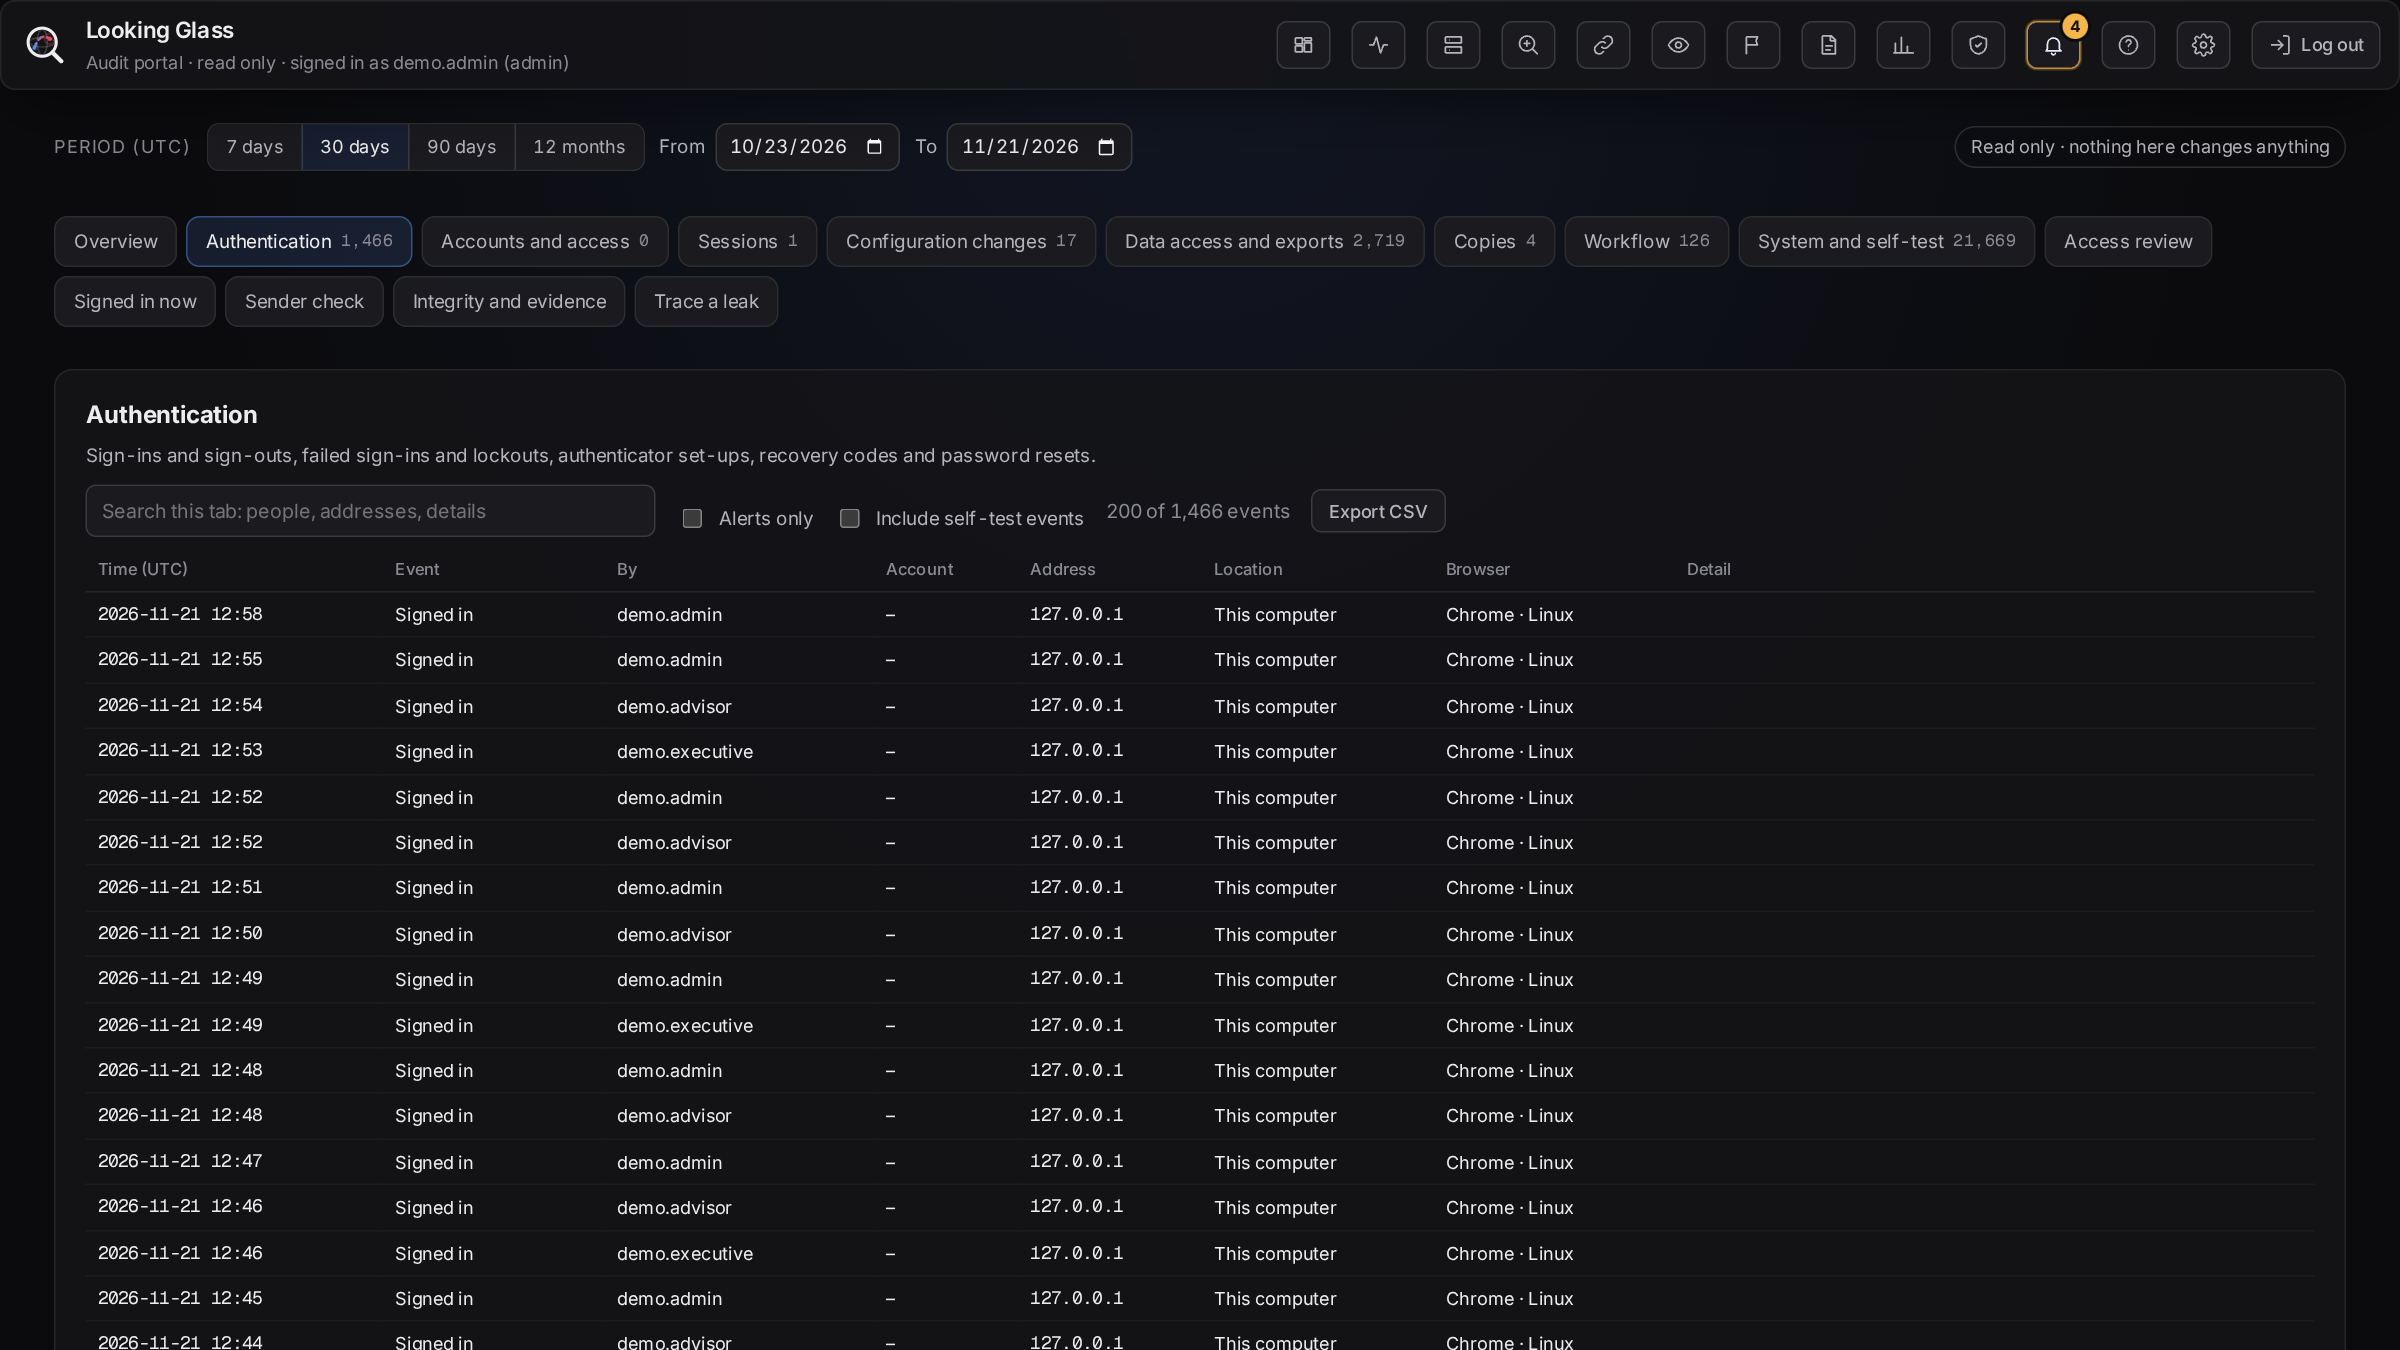 Looking Glass
Audit portal · read only · signed in as demo.admin (admin)
4
Log out
PERIOD (UTC) 7 days 30 days 90 days 12 months From 10/23/2026 To 11/21/2026 Read only · nothing here changes anything
Overview Authentication 1,466 Accounts and access 0 Sessions 1 Configuration changes 17 Data access and exports 2,719 Copies 4 Workflow 126 System and self-test 21,669 Access review
Signed in now Sender check Integrity and evidence Trace a leak
Authentication
Sign-ins and sign-outs, failed sign-ins and lockouts, authenticator set-ups, recovery codes and password resets.
Search this tab: people, addresses, details Alerts only Include self-test events 200 of 1,466 events Export CSV
Time (UTC) Event By Account Address Location Browser Detail
2026-11-21 12:58 Signed in demo.admin – 127.0.0.1 This computer Chrome · Linux
2026-11-21 12:55 Signed in demo.admin – 127.0.0.1 This computer Chrome · Linux
2026-11-21 12:54 Signed in demo.advisor – 127.0.0.1 This computer Chrome · Linux
2026-11-21 12:53 Signed in demo.executive – 127.0.0.1 This computer Chrome · Linux
2026-11-21 12:52 Signed in demo.admin – 127.0.0.1 This computer Chrome · Linux
2026-11-21 12:52 Signed in demo.advisor – 127.0.0.1 This computer Chrome · Linux
2026-11-21 12:51 Signed in demo.admin – 127.0.0.1 This computer Chrome · Linux
2026-11-21 12:50 Signed in demo.advisor – 127.0.0.1 This computer Chrome · Linux
2026-11-21 12:49 Signed in demo.admin – 127.0.0.1 This computer Chrome · Linux
2026-11-21 12:49 Signed in demo.executive – 127.0.0.1 This computer Chrome · Linux
2026-11-21 12:48 Signed in demo.admin – 127.0.0.1 This computer Chrome · Linux
2026-11-21 12:48 Signed in demo.advisor – 127.0.0.1 This computer Chrome · Linux
2026-11-21 12:47 Signed in demo.admin – 127.0.0.1 This computer Chrome · Linux
2026-11-21 12:46 Signed in demo.advisor – 127.0.0.1 This computer Chrome · Linux
2026-11-21 12:46 Signed in demo.executive – 127.0.0.1 This computer Chrome · Linux
2026-11-21 12:45 Signed in demo.admin – 127.0.0.1 This computer Chrome · Linux
2026-11-21 12:44 Signed in demo.advisor – 127.0.0.1 This computer Chrome · Linux